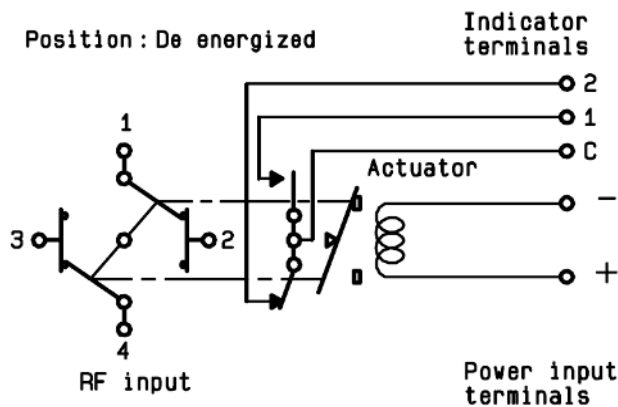 Position : De energized
Indicator
terminals
2
1
C
Actuator
−
+
1
3
2
4
RF input
Power input
terminals